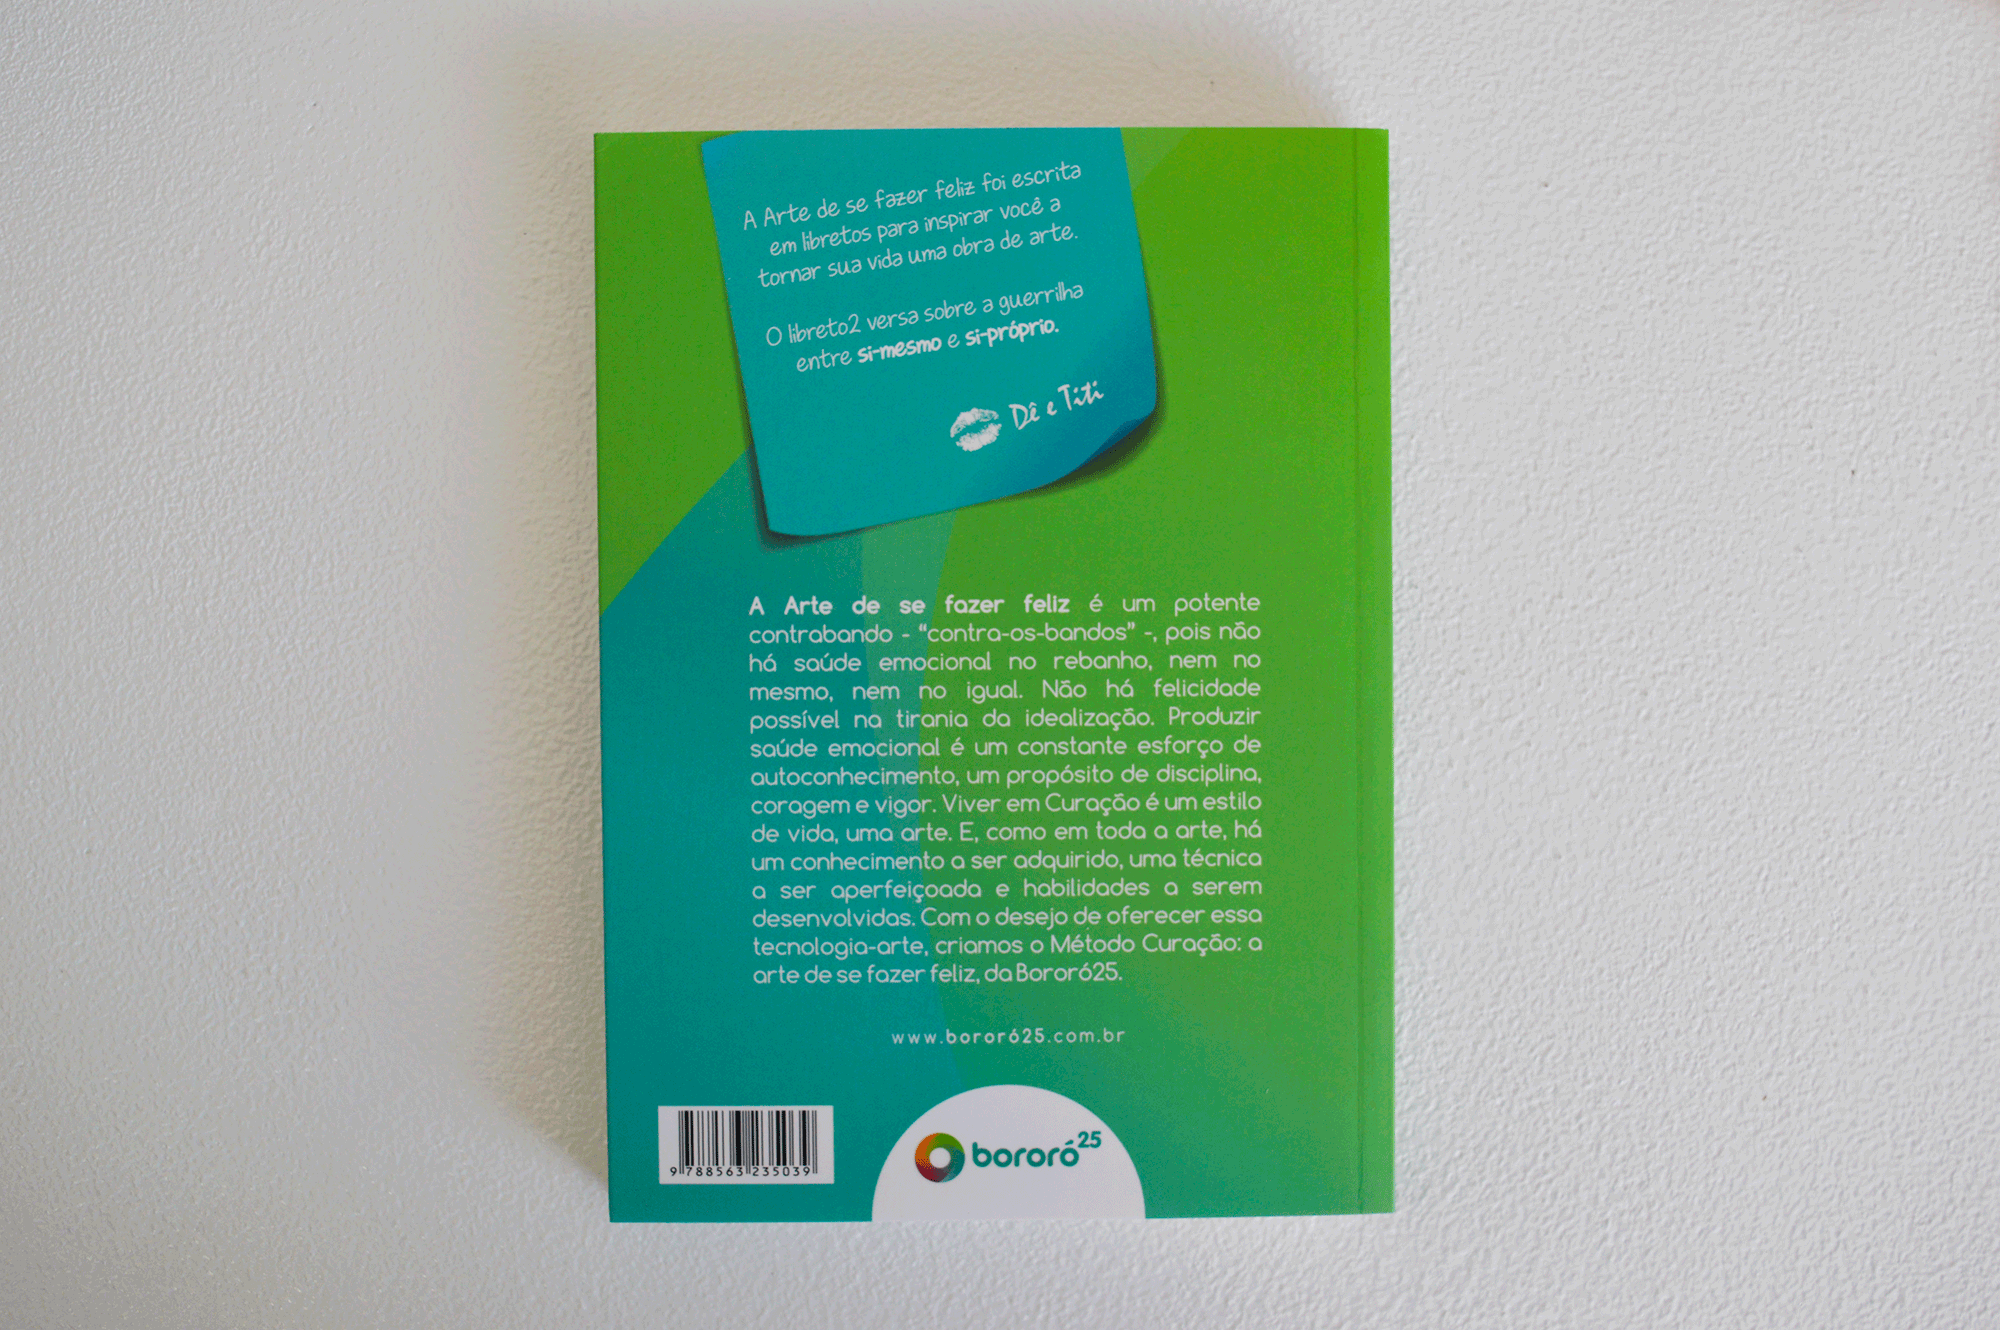 A Arte de se fazer feliz foi escrita
em libretos para inspirar você a
tornar sua vida uma obra de arte.
O libreto2 versa sobre a guerrilha
entre si-mesmo e si-próprio.
Dê e Titi
A Arte de se fazer feliz é um potente
contrabando - “contra-os-bandos” -, pois não
há saúde emocional no rebanho, nem no
mesmo, nem no igual. Não há felicidade
possível na tirania da idealização. Produzir
saúde emocional é um constante esforço de
autoconhecimento, um propósito de disciplina,
coragem e vigor. Viver em Curação é um estilo
de vida, uma arte. E, como em toda a arte, há
um conhecimento a ser adquirido, uma técnica
a ser aperfeiçoada e habilidades a serem
desenvolvidas. Com o desejo de oferecer essa
tecnologia-arte, criamos o Método Curação: a
arte de se fazer feliz, da Bororó25.
www.bororó25.com.br
9 788563 235039
bororó25